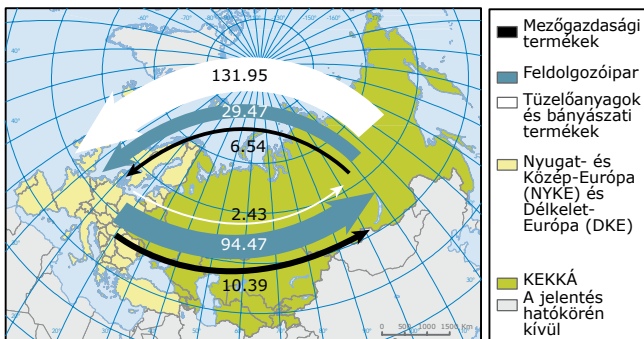 131.95
29.47
6.54
2.43
94.47
10.39
0 500 1000 1500 Km
Mezőgazdasági
termékek
Feldolgozóipar
Tüzelőanyagok
és bányászati
termékek
Nyugat- és
Közép-Európa
(NYKE) és
Délkelet-
Európa (DKE)
KEKKÁ
A jelentés
hatókörén
kívül